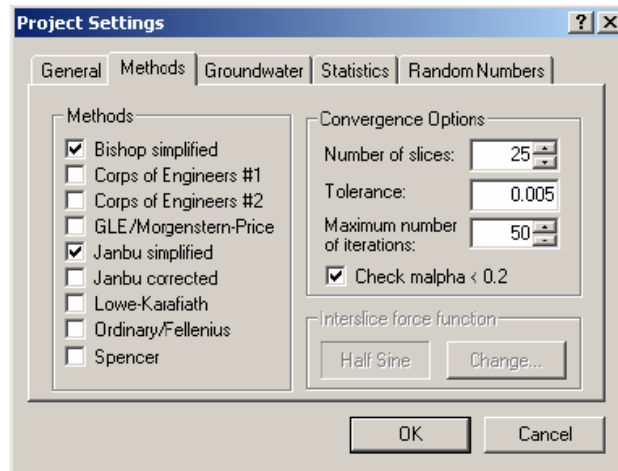 Project Settings
General Methods Groundwater Statistics Random Numbers
Methods
Bishop simplified
Corps of Engineers #1
Corps of Engineers #2
GLE/Morgenstern-Price
Janbu simplified
Janbu corrected
Lowe-Karafiath
Ordinary/Fellenius
Spencer
Convergence Options
Number of slices: 25
Tolerance: 0.005
Maximum number
of iterations: 50
Check malpha < 0.2
Interslice force function
Half Sine Change...
OK Cancel